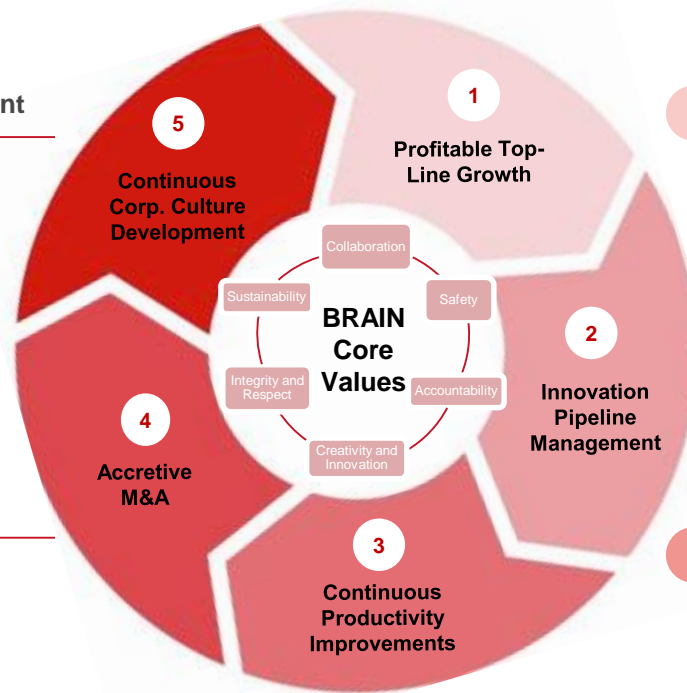 nt
1
Profitable Top-
Line Growth
2
Innovation
Pipeline
Management
3
Continuous
Productivity
Improvements
4
Accretive
M&A
5
Continuous
Corp. Culture
Development
BRAIN
Core
Values
Collaboration
Safety
Accountability
Creativity and
Innovation
Integrity and
Respect
Sustainability